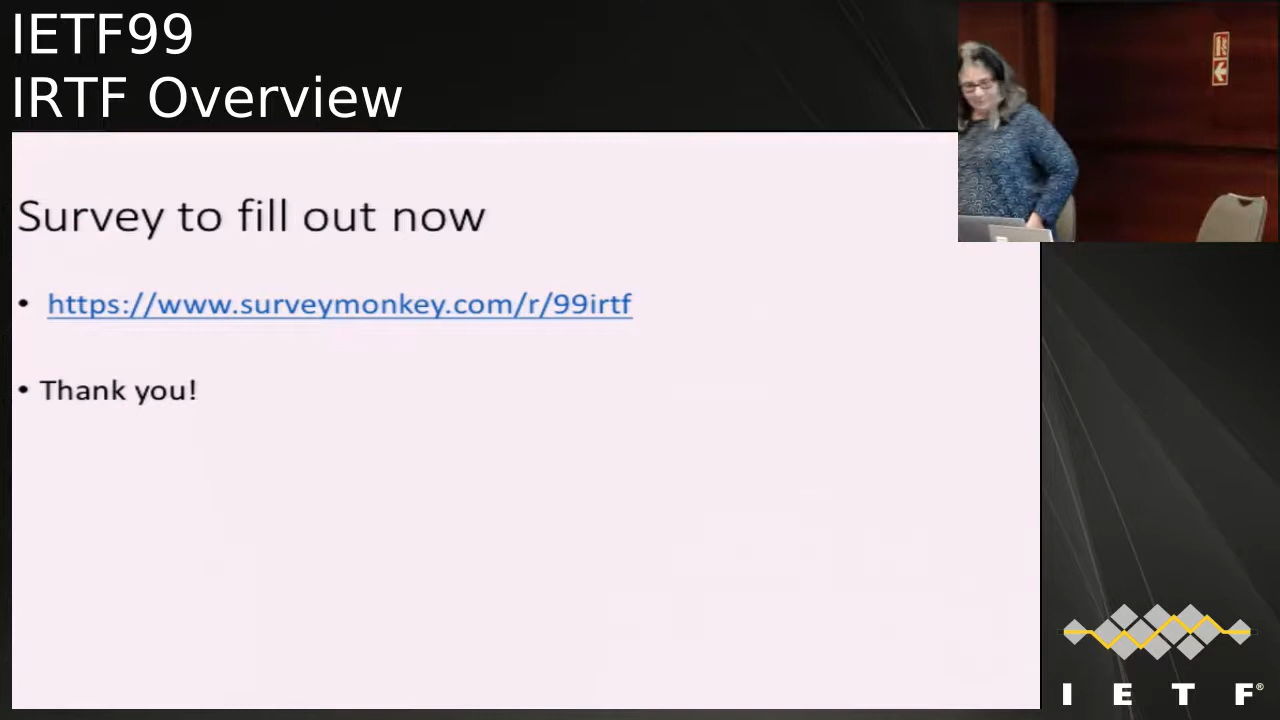 IETF99
IRTF Overview
Survey to fill out now
• https://www.surveymonkey.com/r/99irtf
• Thank you!
I E T F®